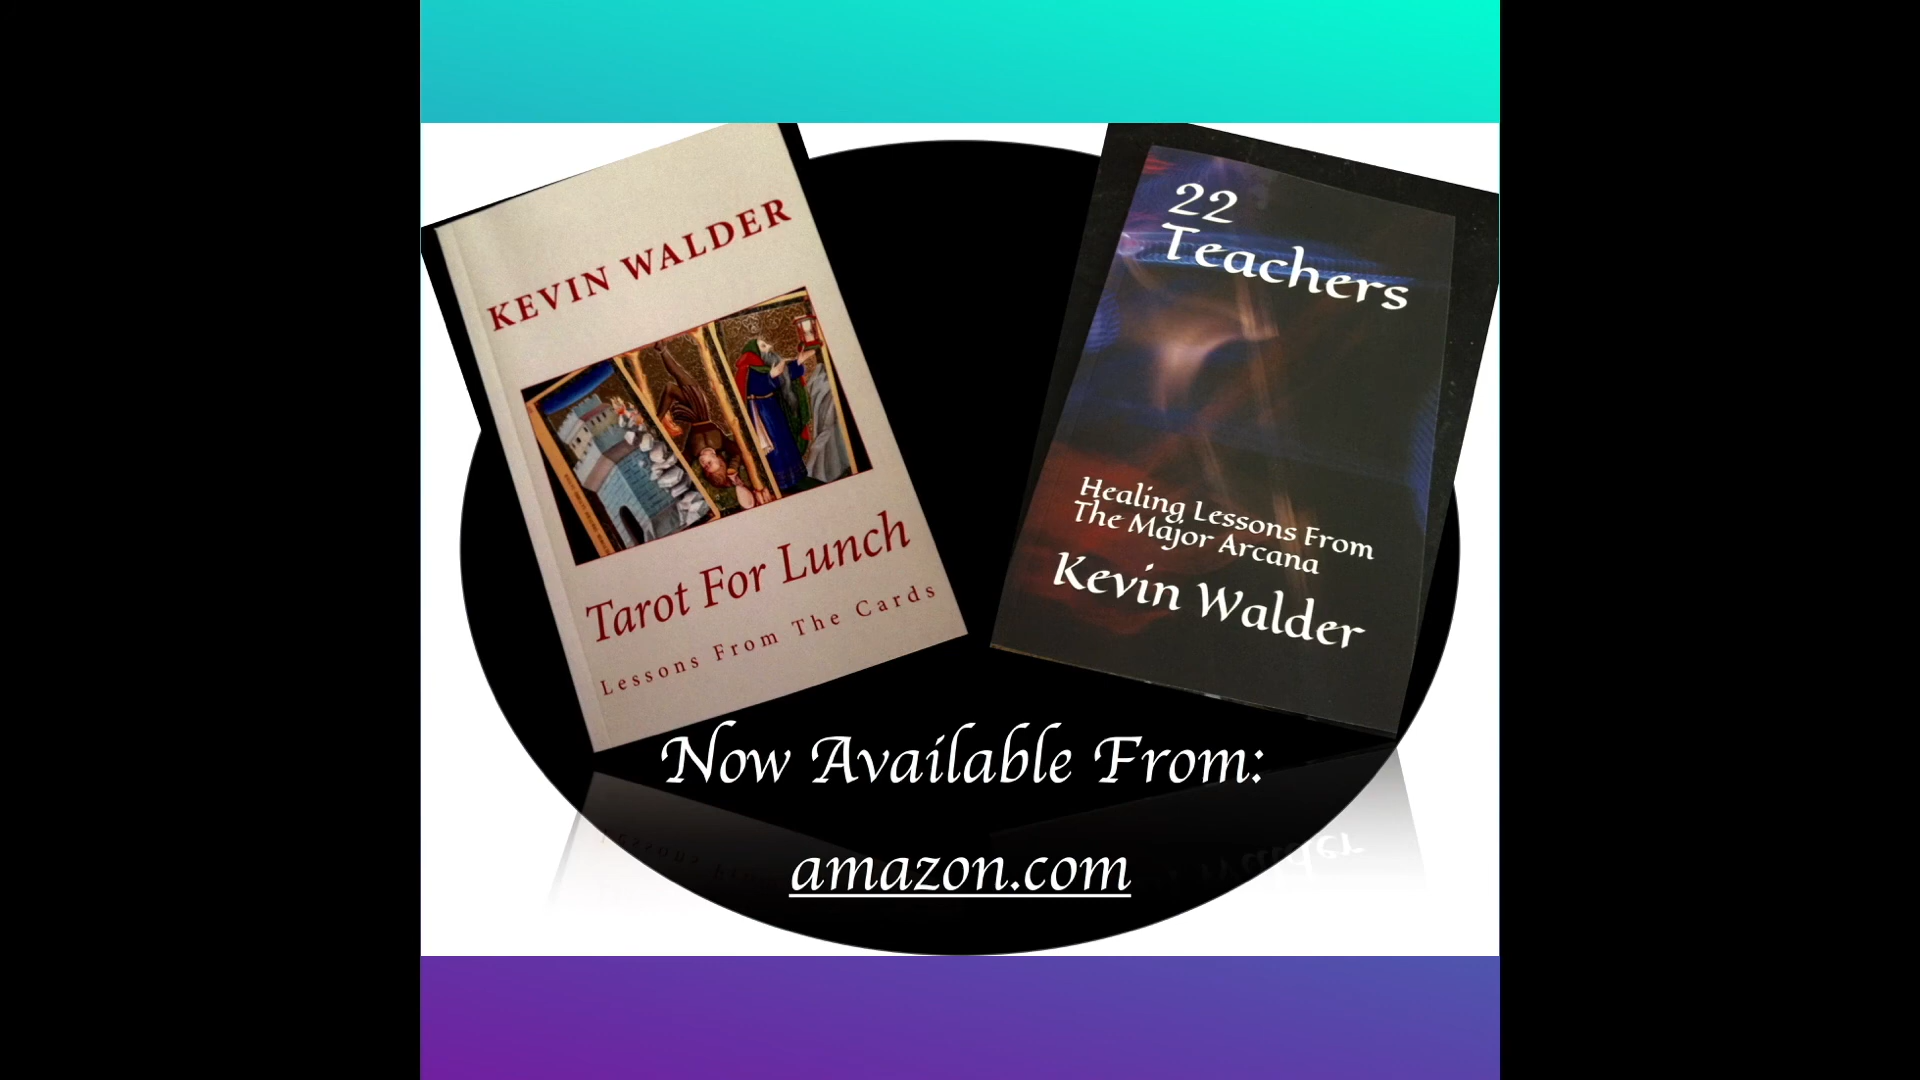 KEVIN WALDER
Tarot For Lunch
Lessons From The Cards
22
Teachers
Healing Lessons From
The Major Arcana
Kevin Walder
Now Available From:
amazon.com